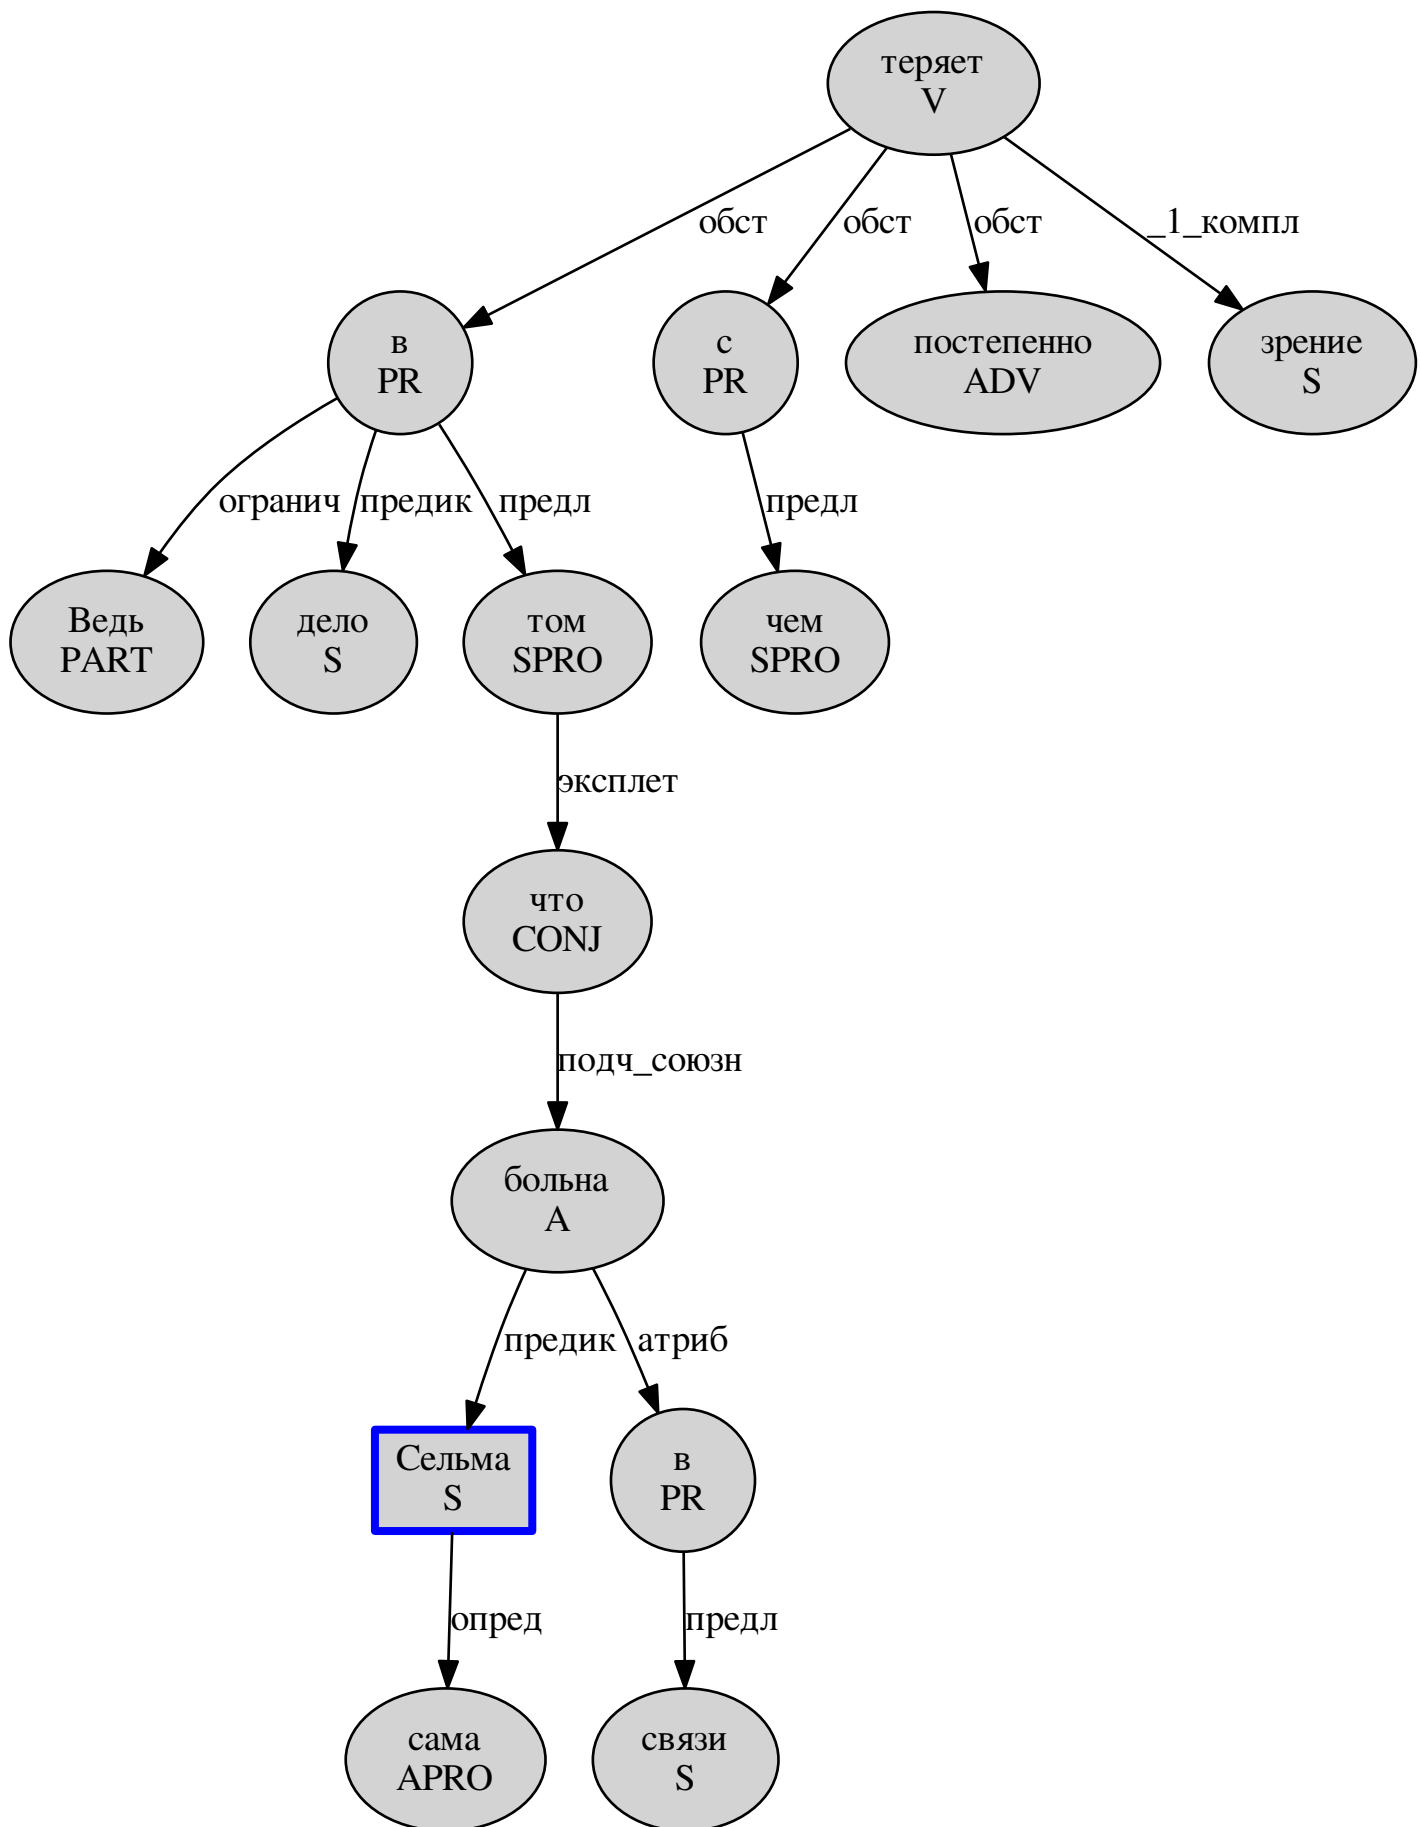 теряет
V
обст
обст
обст
_1_компл
в
PR
с
PR
постепенно
ADV
зрение
S
огранич
предик
предл
предл
Ведь
PART
дело
S
том
SPRO
чем
SPRO
эксплет
что
CONJ
подч_союзн
больна
A
предик
атриб
Сельма
S
в
PR
опред
предл
сама
APRO
связи
S